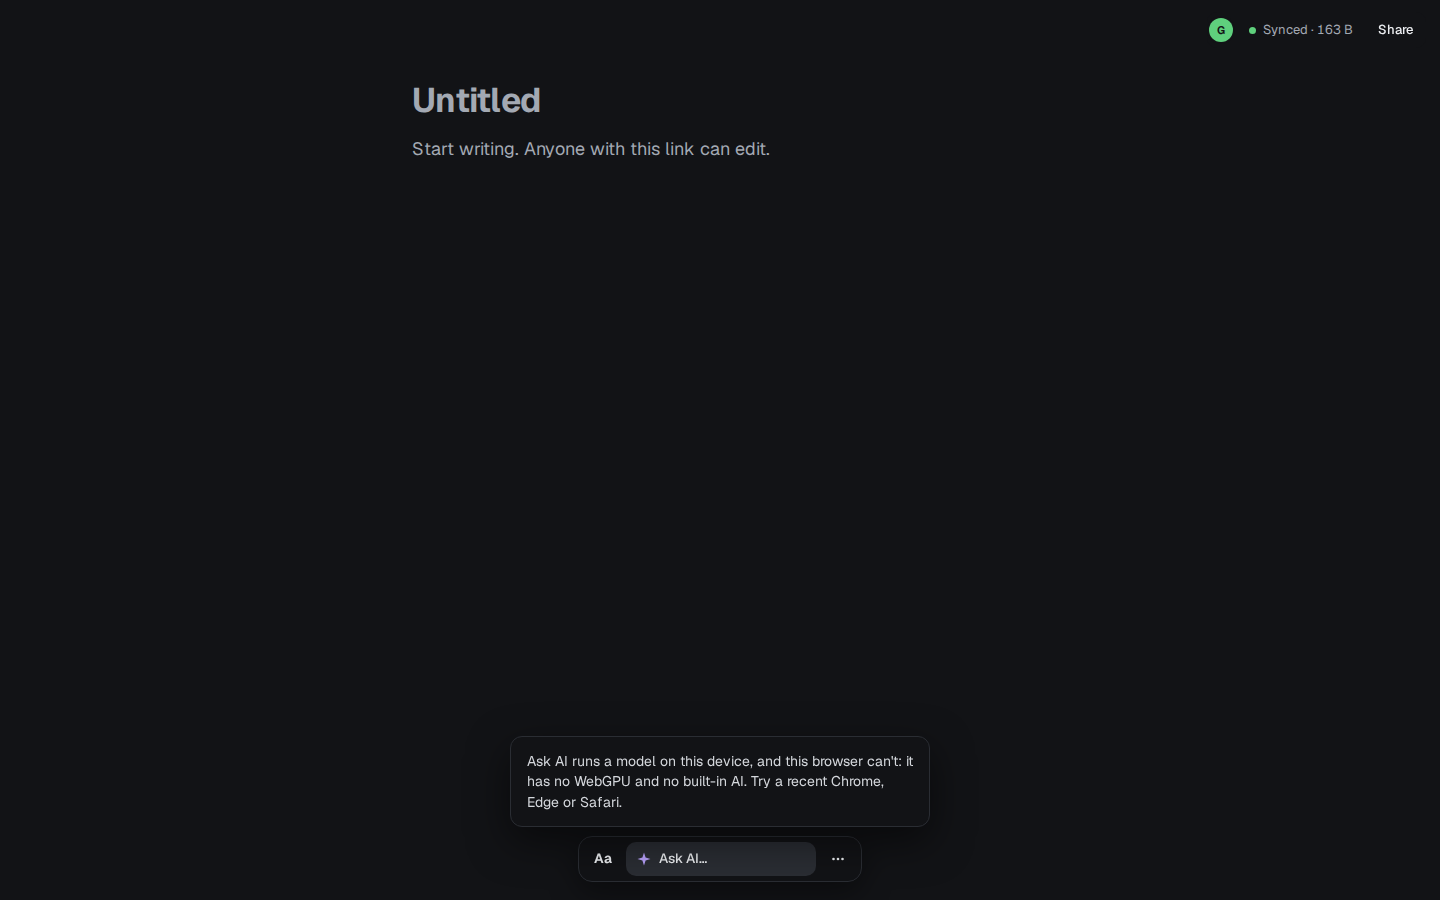 G
Synced · 163 B
Share
Untitled
Start writing. Anyone with this link can edit.
Ask AI runs a model on this device, and this browser can't: it
has no WebGPU and no built-in AI. Try a recent Chrome,
Edge or Safari.
Aa
Ask AI...